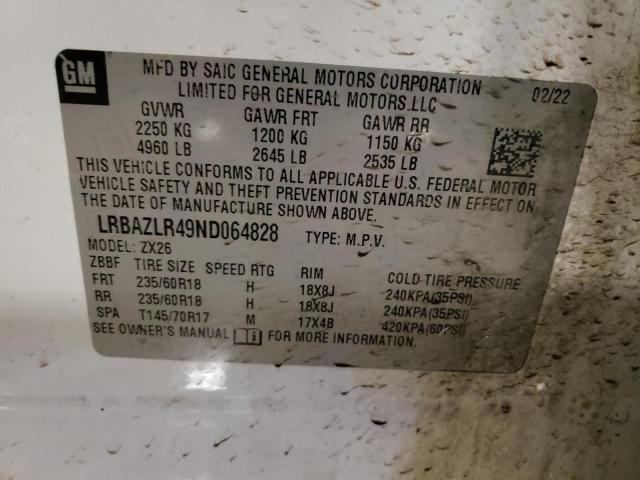 GM
MFD BY SAIC GENERAL MOTORS CORPORATION
LIMITED FOR GENERAL MOTORS.LLC 02/22
GVWR GAWR FRT GAWR RR
2250 KG 1200 KG 1150 KG
4960 LB 2645 LB 2535 LB
THIS VEHICLE CONFORMS TO ALL APPLICABLE U.S. FEDERAL MOTOR
VEHICLE SAFETY AND THEFT PREVENTION STANDARDS IN EFFECT ON
THE DATE OF MANUFACTURE SHOWN ABOVE.
LRBAZLR49ND064828 TYPE: M.P.V.
MODEL: ZX26
ZBBF TIRE SIZE SPEED RTG RIM COLD TIRE PRESSURE
FRT 235/60R18 H 18X8J 240KPA(35PSI)
RR 235/60R18 H 18X8J 240KPA(35PSI)
SPA T145/70R17 M 17X4B 420KPA(60PSI)
SEE OWNER'S MANUAL FOR MORE INFORMATION.